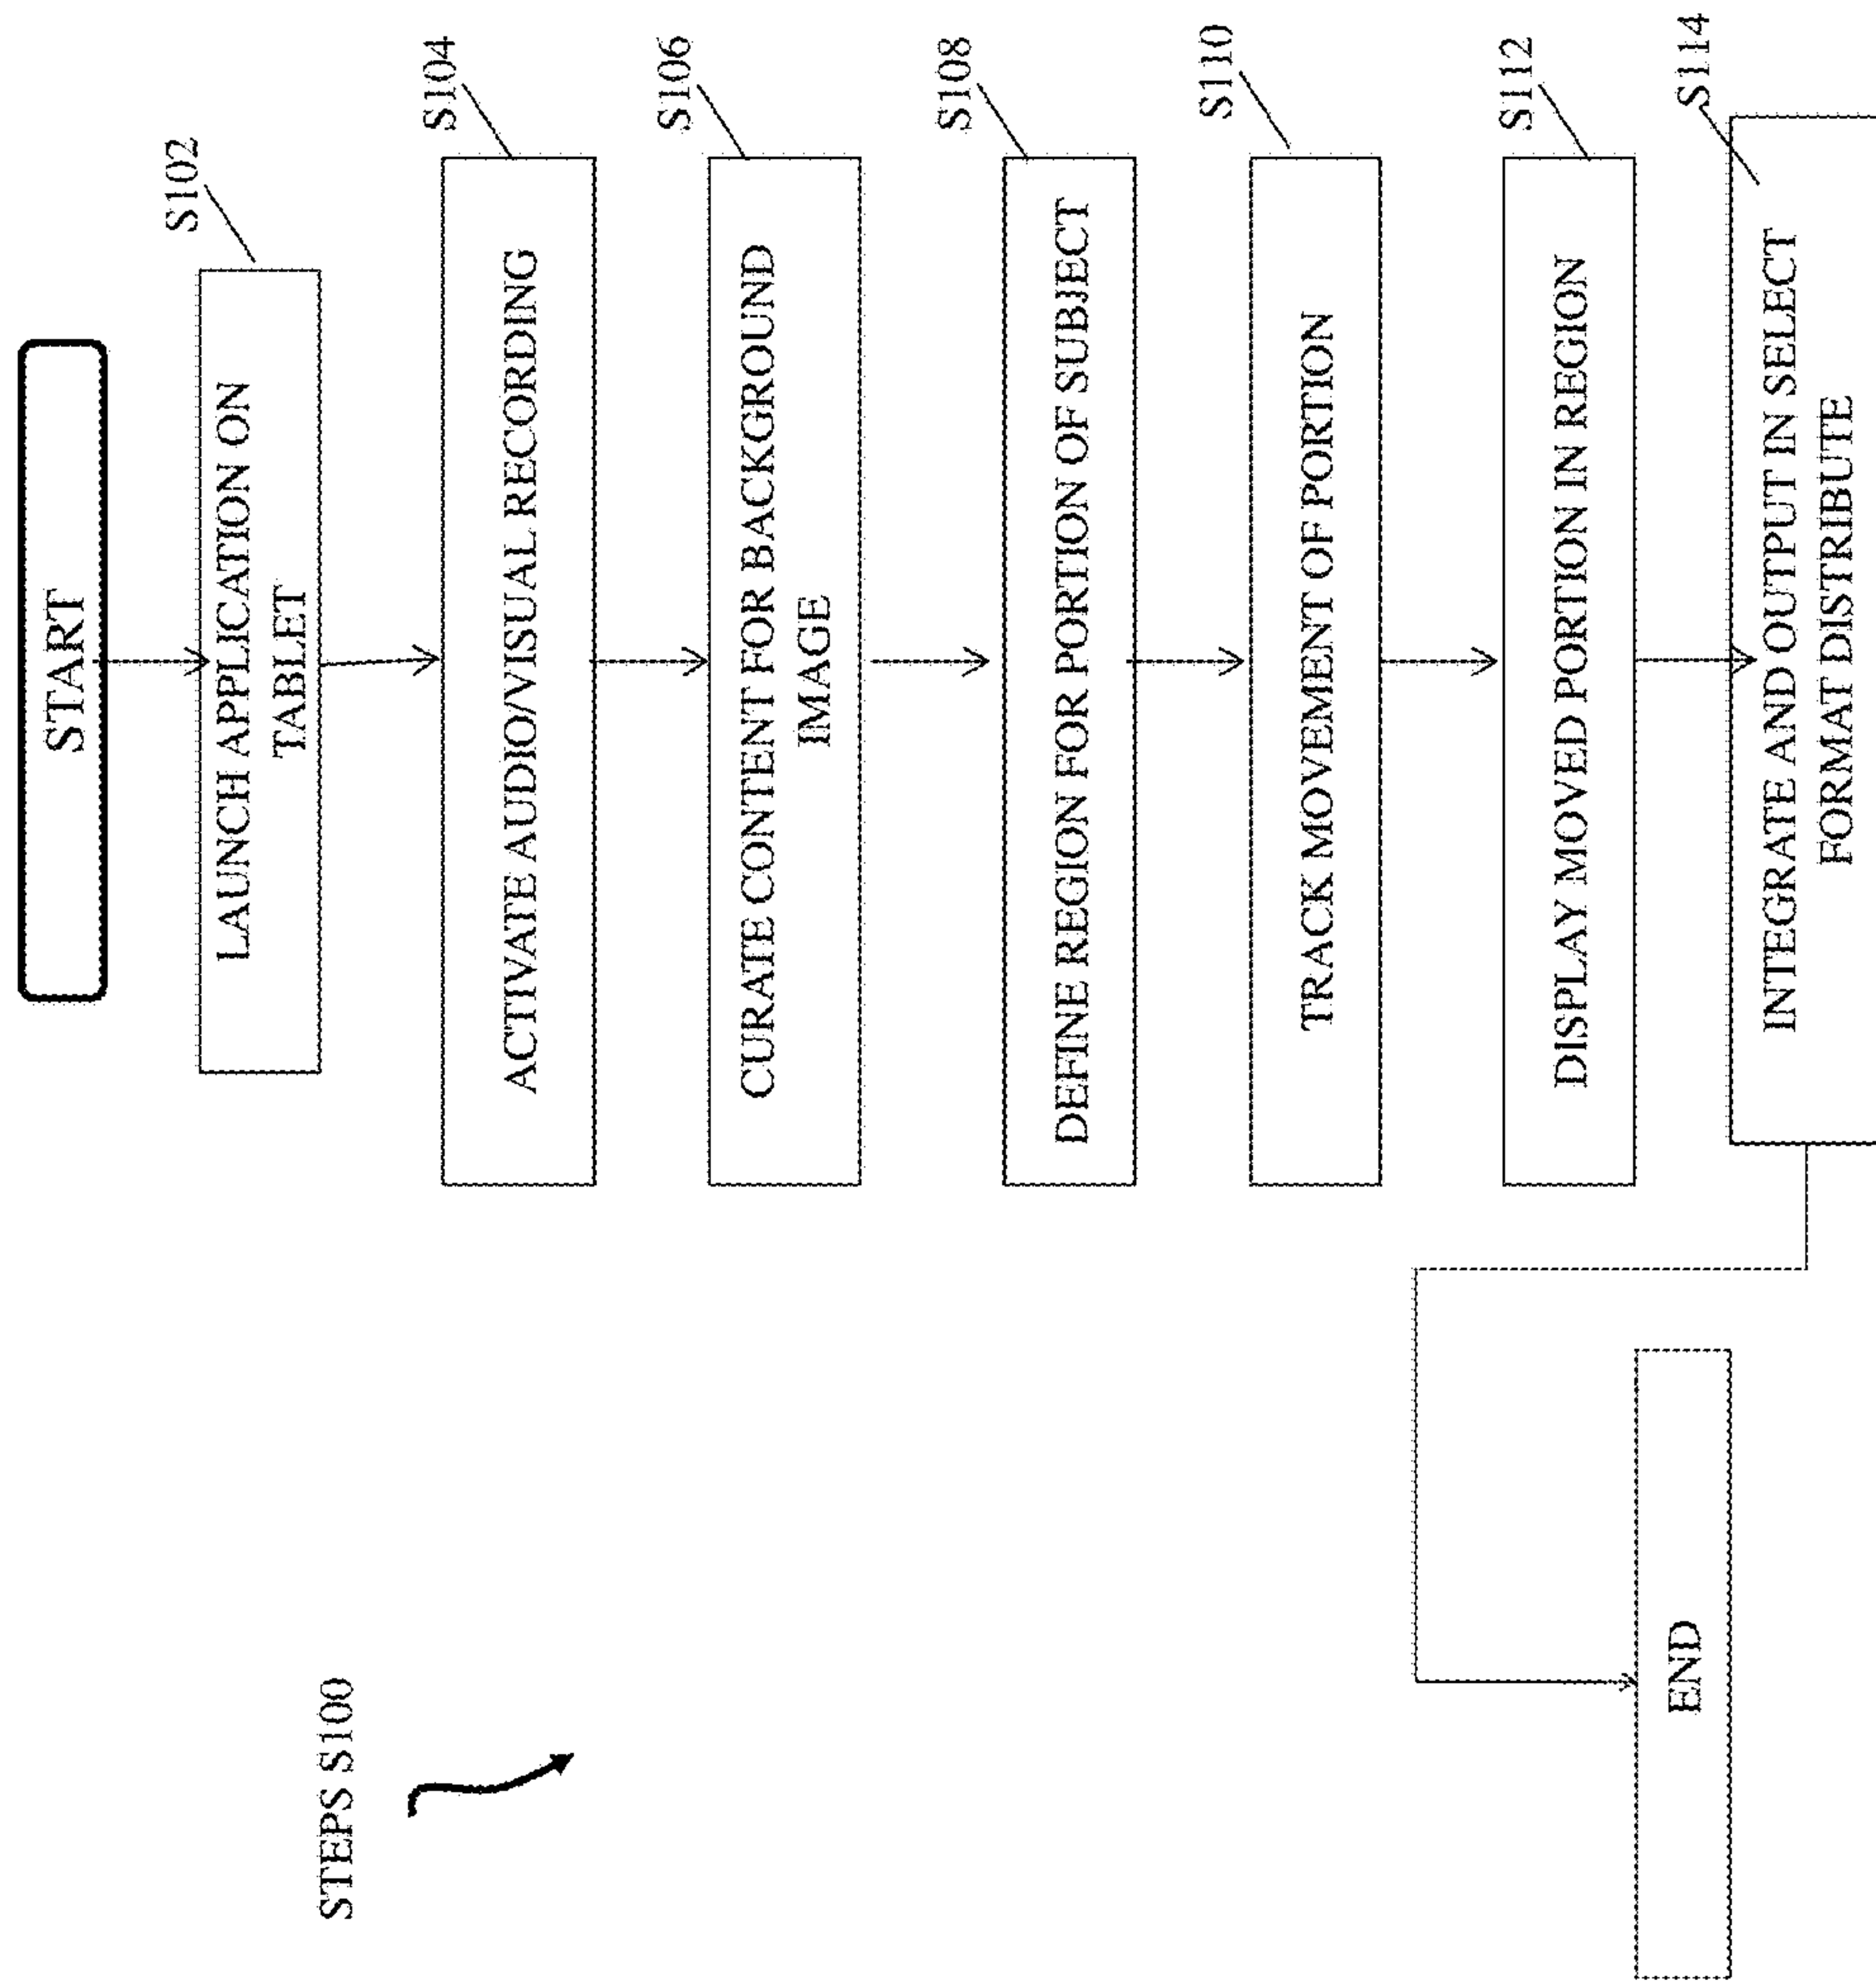 STEPS S100
START
S102
LAUNCH APPLICATION ON
TABLET
S104
ACTIVATE AUDIO/VISUAL RECORDING
S106
CURATE CONTENT FOR BACKGROUND
IMAGE
S108
DEFINE REGION FOR PORTION OF SUBJECT
S110
TRACK MOVEMENT OF PORTION
S112
DISPLAY MOVED PORTION IN REGION
S114
INTEGRATE AND OUTPUT IN SELECT
FORMAT DISTRIBUTE
END